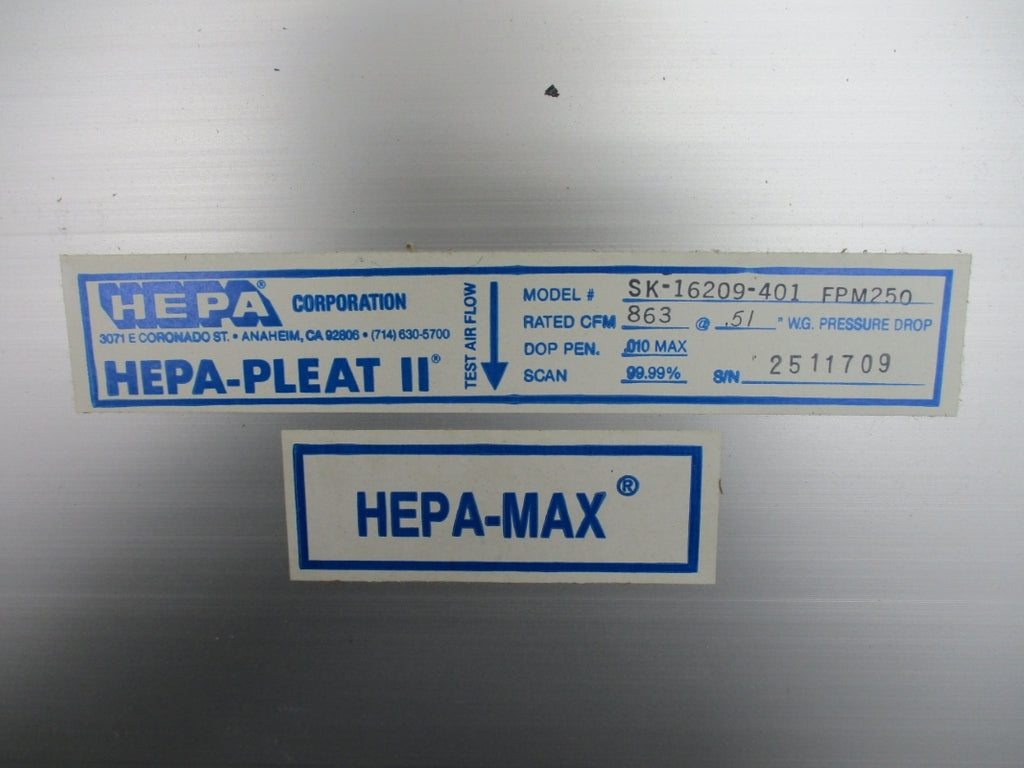 HEPA® CORPORATION
3071 E CORONADO ST. • ANAHEIM, CA 92806 • (714) 630-5700
HEPA-PLEAT II®
TEST AIR FLOW
MODEL # SK-16209-401 FPM250
RATED CFM 863 @ .51 " W.G. PRESSURE DROP
DOP PEN. .010 MAX
SCAN 99.99% S/N 2511709
HEPA-MAX®